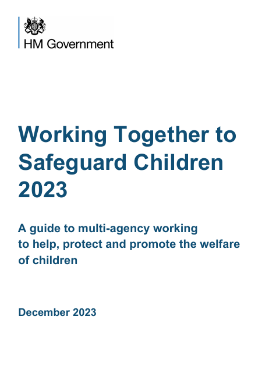 HM Government
Working Together to
Safeguard Children
2023
A guide to multi-agency working
to help, protect and promote the welfare
of children
December 2023